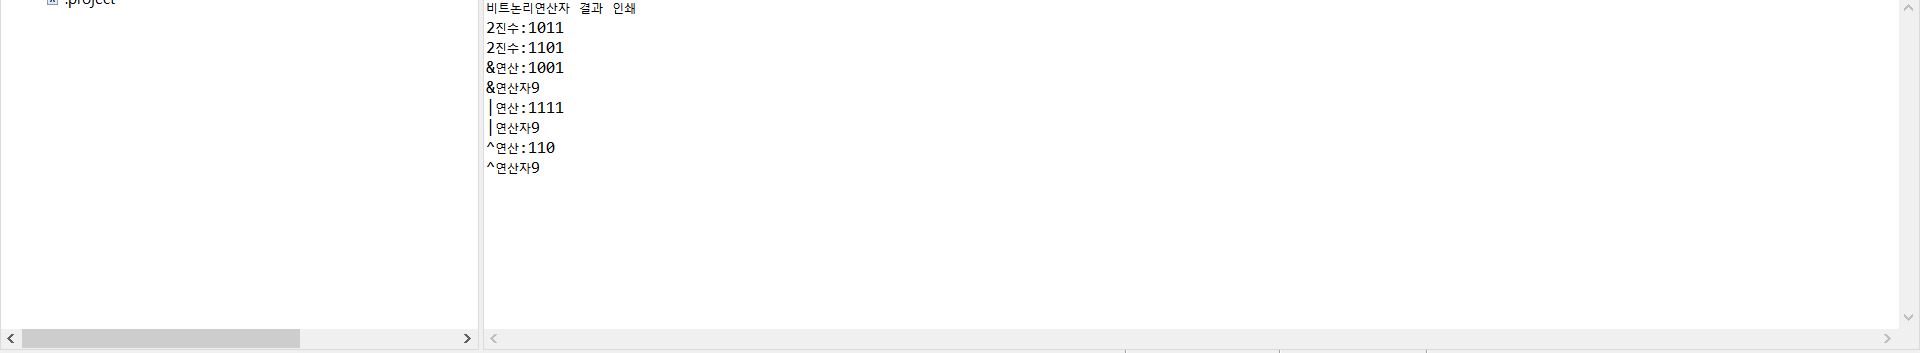 .project
비트논리연산자 결과 인쇄
2진수:1011
2진수:1101
&연산:1001
&연산자9
|연산:1111
|연산자9
^연산:110
^연산자9